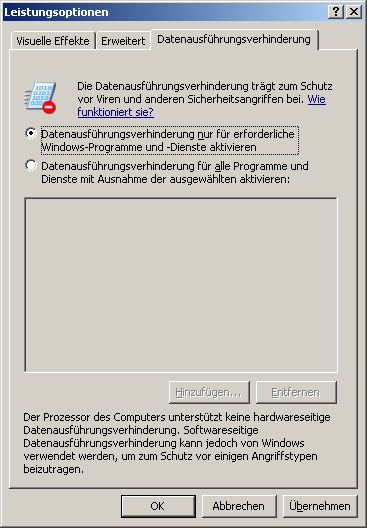 Leistungsoptionen
Visuelle Effekte Erweitert Datenausführungsverhinderung
1010
0101
1010
Die Datenausführungsverhinderung trägt zum Schutz
vor Viren und anderen Sicherheitsangriffen bei. Wie
funktioniert sie?
Datenausführungsverhinderung nur für erforderliche
Windows-Programme und -Dienste aktivieren
Datenausführungsverhinderung für alle Programme und
Dienste mit Ausnahme der ausgewählten aktivieren:
Hinzufügen... Entfernen
Der Prozessor des Computers unterstützt keine hardwareseitige
Datenausführungsverhinderung. Softwareseitige
Datenausführungsverhinderung kann jedoch von Windows
verwendet werden, um zum Schutz vor einigen Angriffstypen
beizutragen.
OK Abbrechen Übernehmen